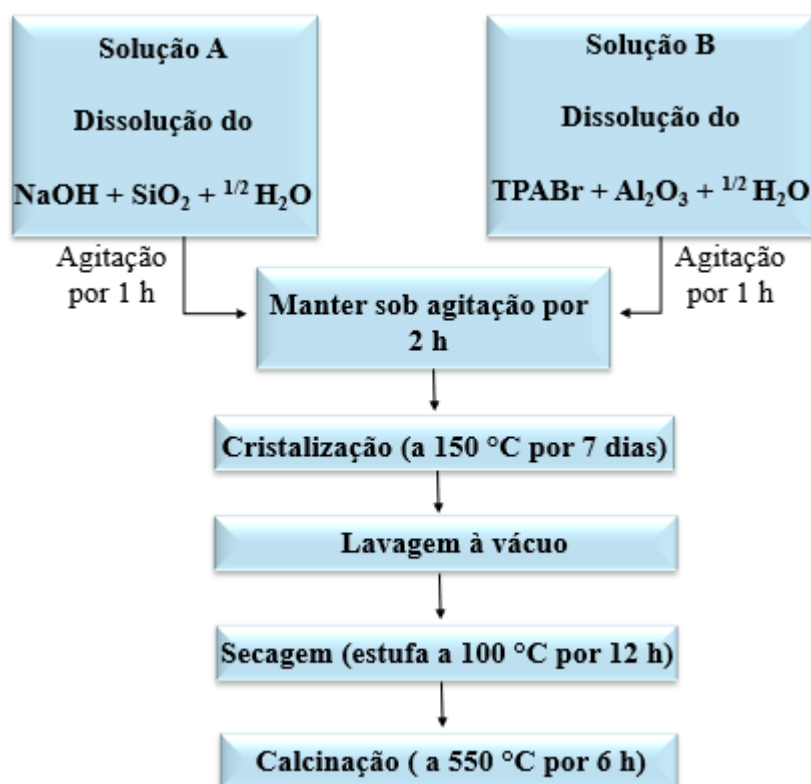 Solução A
Dissolução do
NaOH + SiO₂ + ¹/² H₂O
Solução B
Dissolução do
TPABr + Al₂O₃ + ¹/² H₂O
Agitação
por 1 h
Agitação
por 1 h
Manter sob agitação por
2 h
Cristalização (a 150 °C por 7 dias)
Lavagem à vácuo
Secagem (estufa a 100 °C por 12 h)
Calcinação ( a 550 °C por 6 h)